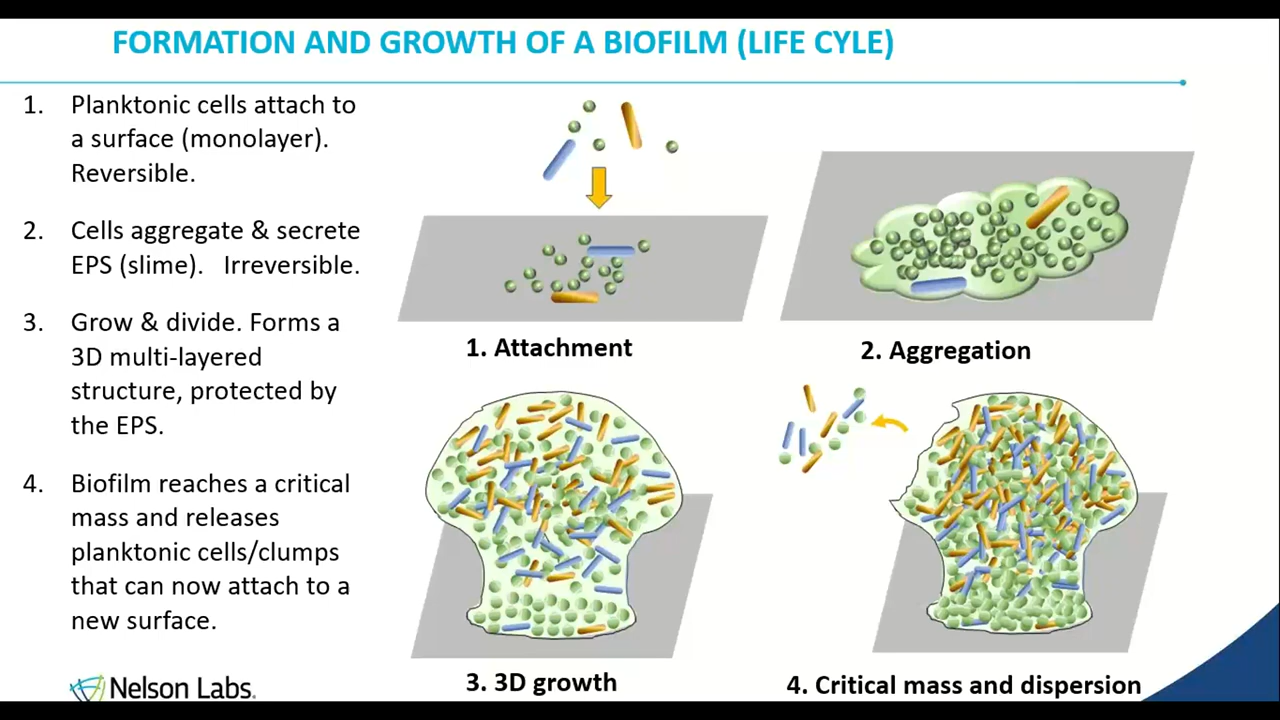 FORMATION AND GROWTH OF A BIOFILM (LIFE CYLE)
1. Planktonic cells attach to
a surface (monolayer).
Reversible.
2. Cells aggregate & secrete
EPS (slime). Irreversible.
3. Grow & divide. Forms a
3D multi-layered
structure, protected by
the EPS.
4. Biofilm reaches a critical
mass and releases
planktonic cells/clumps
that can now attach to a
new surface.
1. Attachment
2. Aggregation
3. 3D growth
4. Critical mass and dispersion
Nelson Labs.